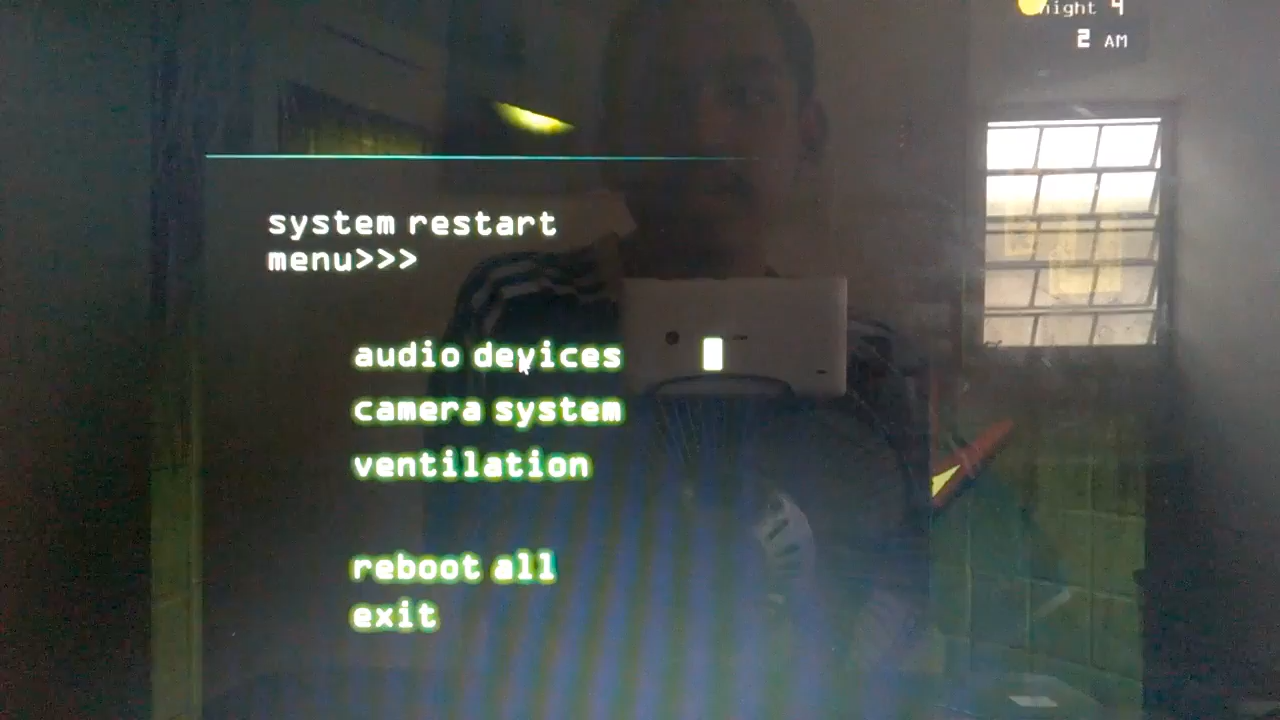 night 4
2 AM
system restart
menu>>>
audio devices
camera system
ventilation
reboot all
exit